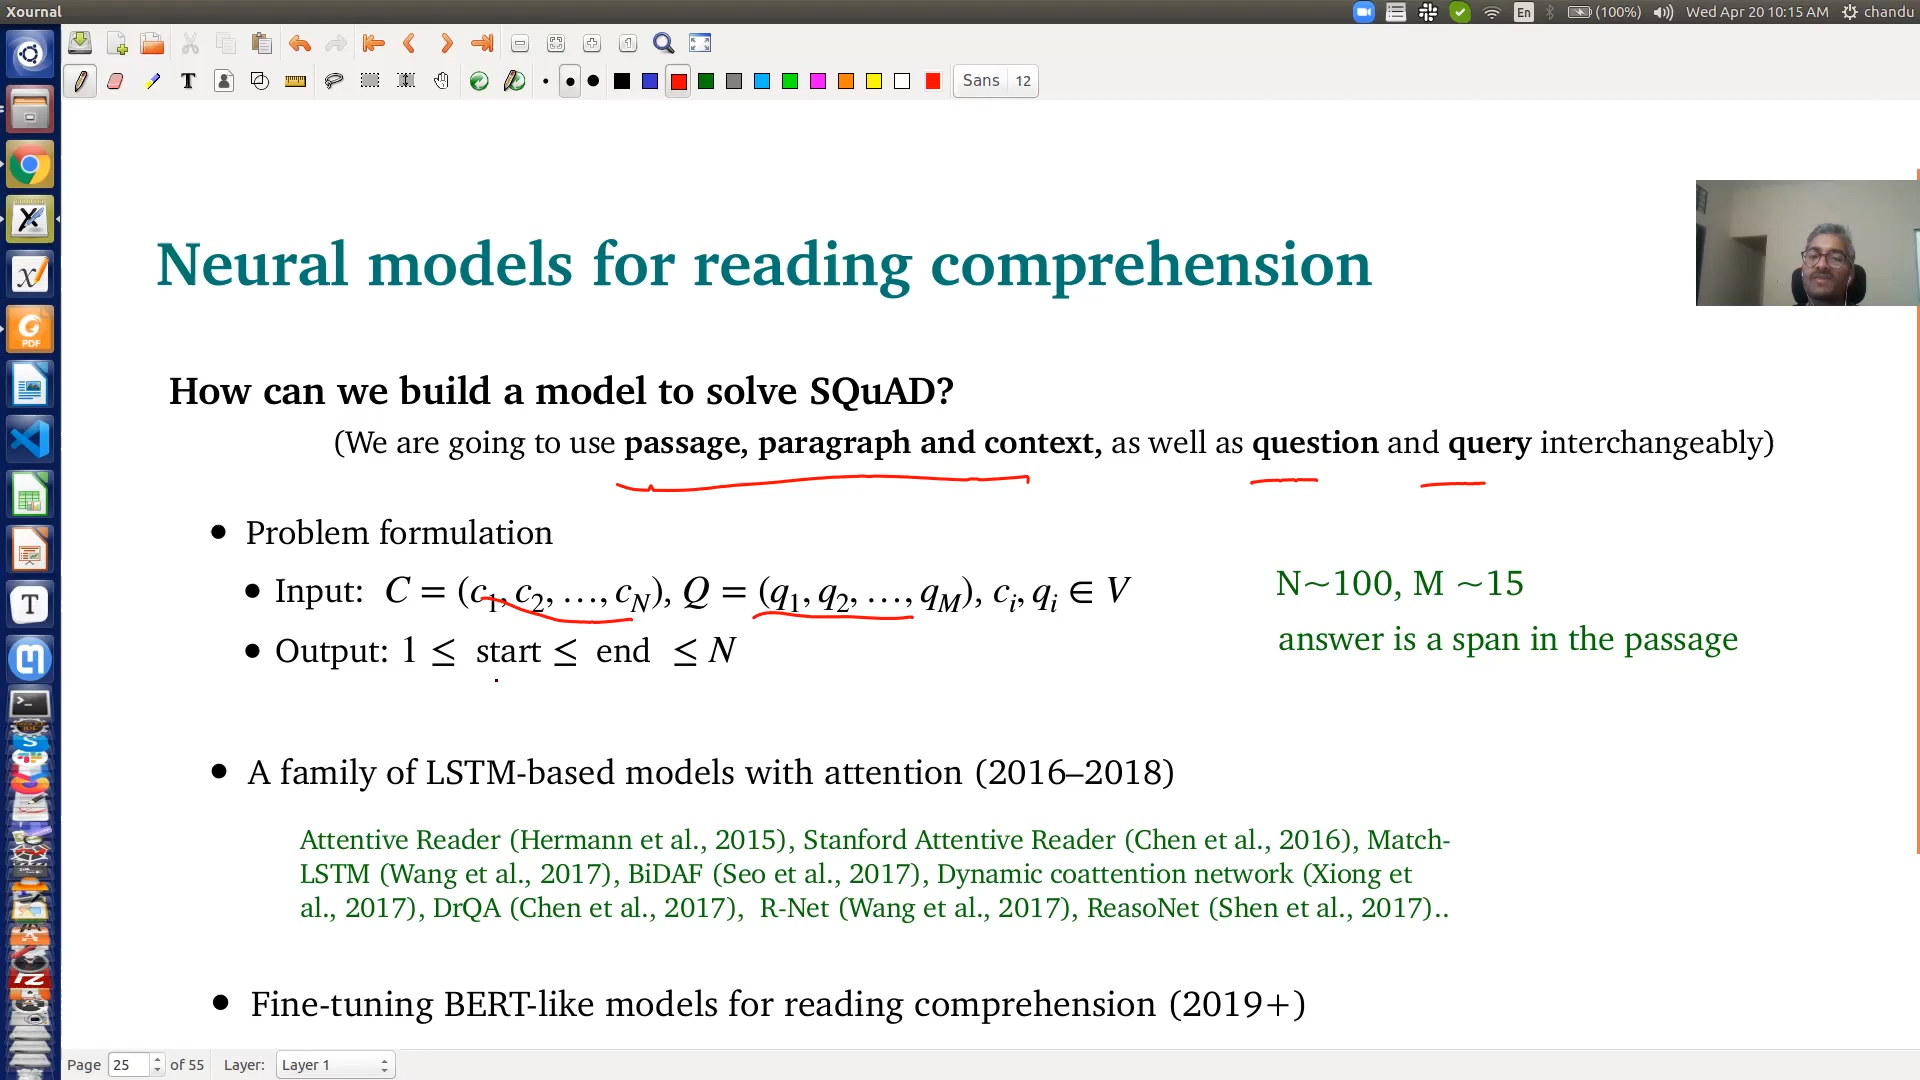 Xournal
En (100%) Wed Apr 20 10:15 AM chandu
Sans 12
Neural models for reading comprehension
How can we build a model to solve SQuAD?
(We are going to use passage, paragraph and context, as well as question and query interchangeably)
• Problem formulation
• Input: C = (c₁, c₂, …, c_N), Q = (q₁, q₂, …, q_M), cᵢ, qᵢ ∈ V
N~100, M ~15
• Output: 1 ≤ start ≤ end ≤ N
answer is a span in the passage
• A family of LSTM-based models with attention (2016–2018)
Attentive Reader (Hermann et al., 2015), Stanford Attentive Reader (Chen et al., 2016), Match-
LSTM (Wang et al., 2017), BiDAF (Seo et al., 2017), Dynamic coattention network (Xiong et
al., 2017), DrQA (Chen et al., 2017), R-Net (Wang et al., 2017), ReasoNet (Shen et al., 2017)..
• Fine-tuning BERT-like models for reading comprehension (2019+)
Page 25 of 55 Layer: Layer 1